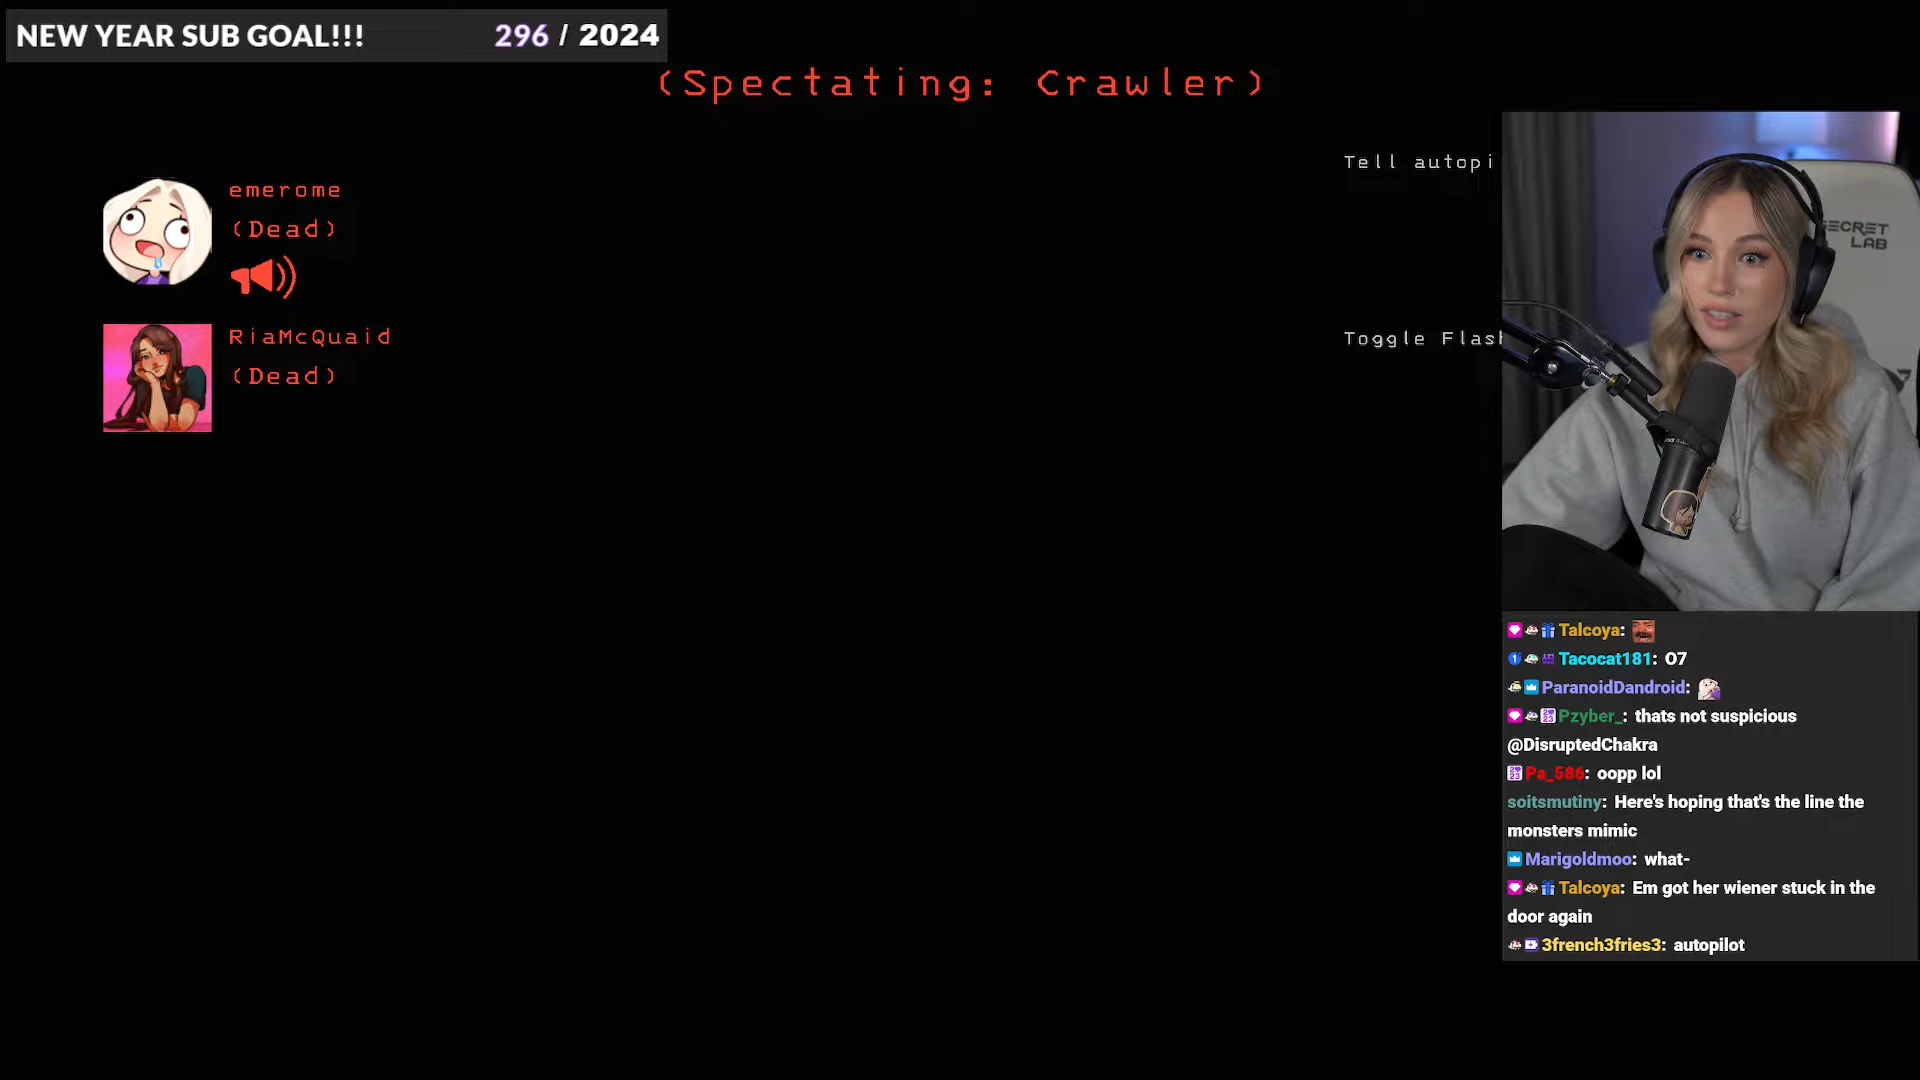 NEW YEAR SUB GOAL!!! 296 / 2024
(Spectating: Crawler)
Tell autopi
emerome
(Dead)
RiaMcQuaid
(Dead)
Toggle Flash
SECRET
LAB
Talcoya:
Tacocat181: O7
ParanoidDandroid:
Pzyber_: thats not suspicious
@DisruptedChakra
Pa_586: oopp lol
soitsmutiny: Here's hoping that's the line the
monsters mimic
Marigoldmoo: what-
Talcoya: Em got her wiener stuck in the
door again
3french3fries3: autopilot